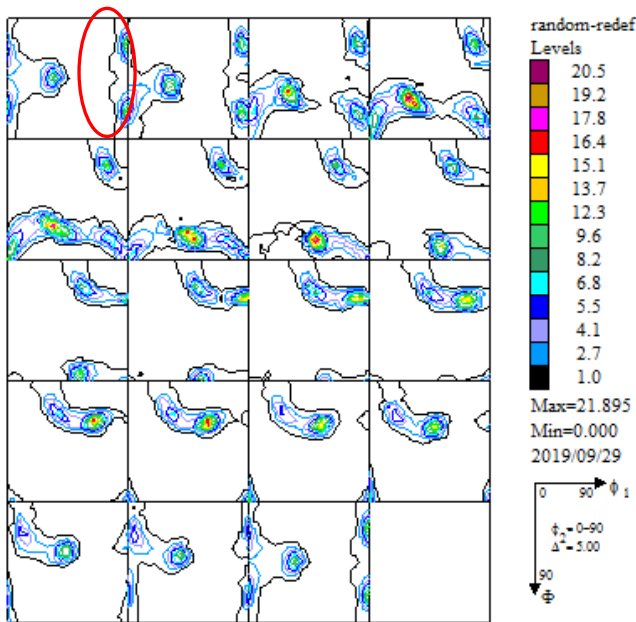 random-redef
Levels
20.5
19.2
17.8
16.4
15.1
13.7
12.3
9.6
8.2
6.8
5.5
4.1
2.7
1.0
Max=21.895
Min=0.000
2019/09/29
0 90 ϕ 1
ϕ2= 0-90
Δ°= 5.00
90
Φ